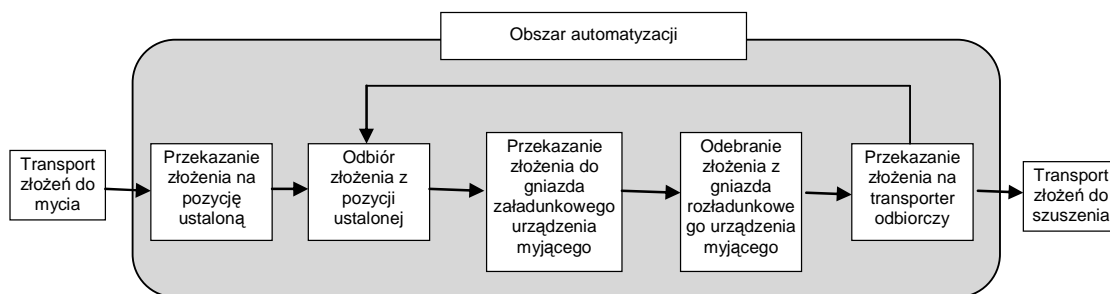 Obszar automatyzacji
Transport
złożeń do
mycia
Przekazanie
złożenia na
pozycję
ustaloną
Odbiór
złożenia z
pozycji
ustalonej
Przekazanie
złożenia do
gniazda
załadunkowego
urządzenia
myjącego
Odebranie
złożenia z
gniazda
rozładunkowe
go urządzenia
myjącego
Przekazanie
złożenia na
transporter
odbiorczy
Transport
złożeń do
szuszenia